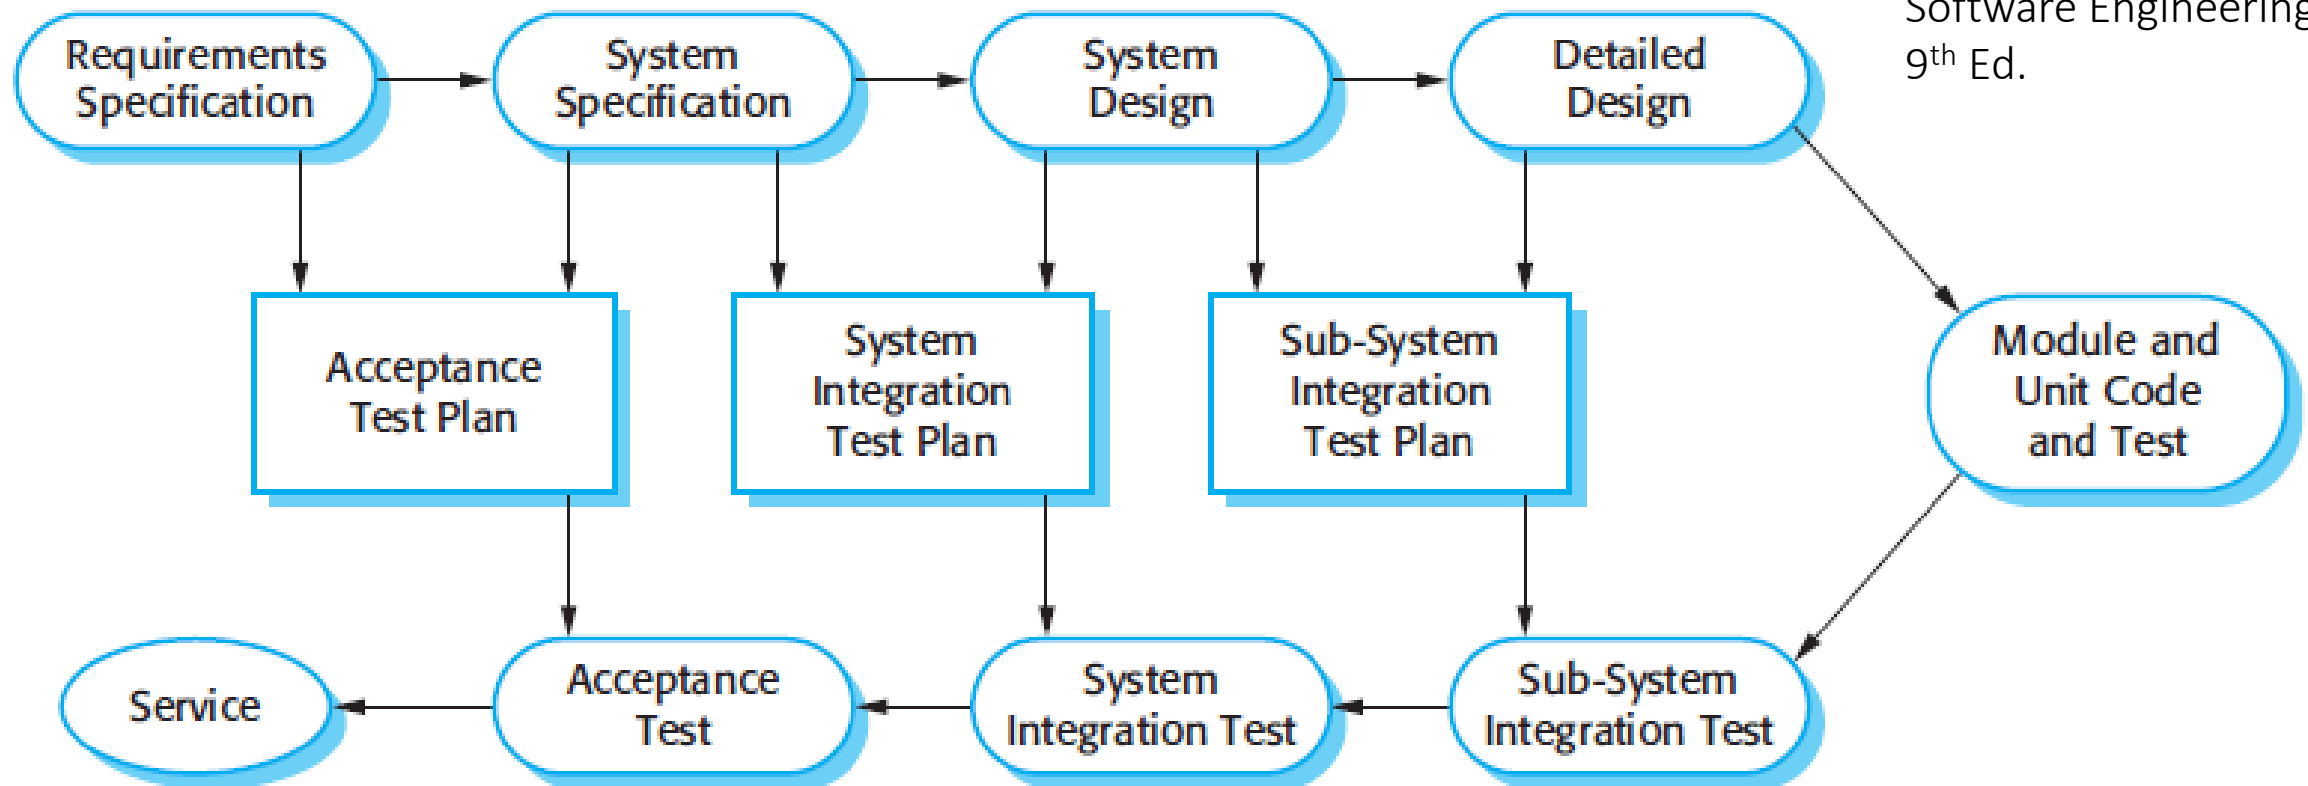 Software Engineering
9th Ed.
Requirements
Specification
System
Specification
System
Design
Detailed
Design
Acceptance
Test Plan
System
Integration
Test Plan
Sub-System
Integration
Test Plan
Module and
Unit Code
and Test
Service
Acceptance
Test
System
Integration Test
Sub-System
Integration Test